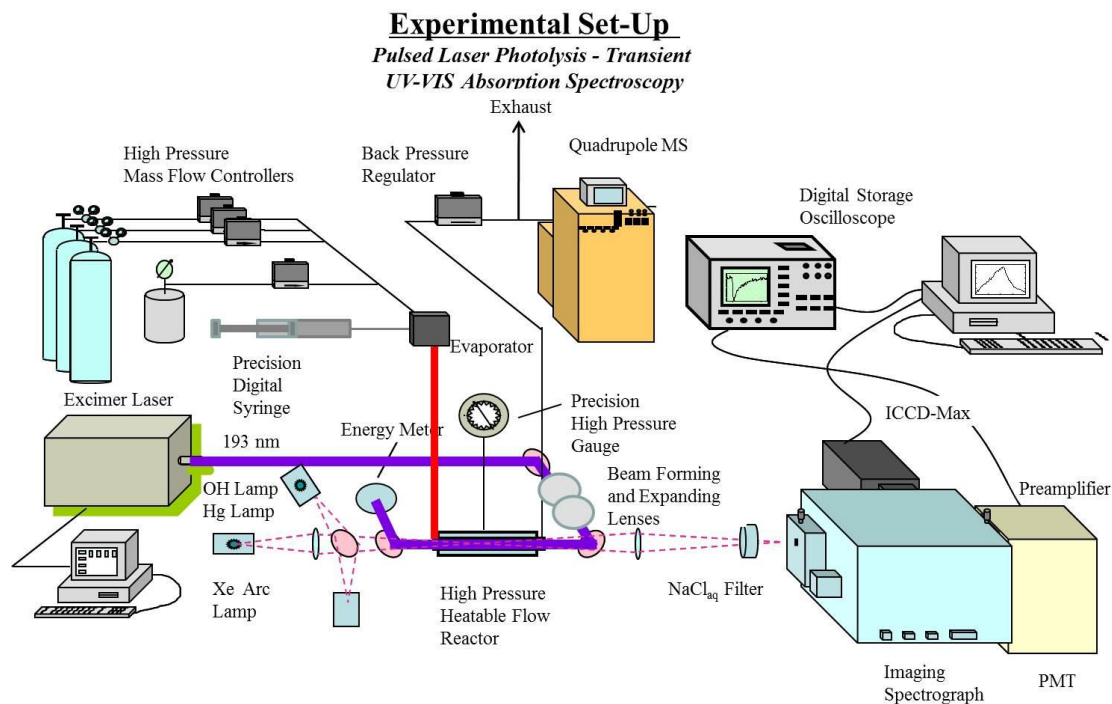 Experimental Set-Up
Pulsed Laser Photolysis - Transient
UV-VIS Absorption Spectroscopy
Exhaust
High Pressure
Mass Flow Controllers
Back Pressure
Regulator
Quadrupole MS
Digital Storage
Oscilloscope
Evaporator
Precision
Digital
Syringe
Excimer Laser
193 nm
Energy Meter
Precision
High Pressure
Gauge
ICCD-Max
Beam Forming
and Expanding
Lenses
Preamplifier
OH Lamp
Hg Lamp
Xe Arc
Lamp
High Pressure
Heatable Flow
Reactor
NaClaq Filter
Imaging
Spectrograph
PMT